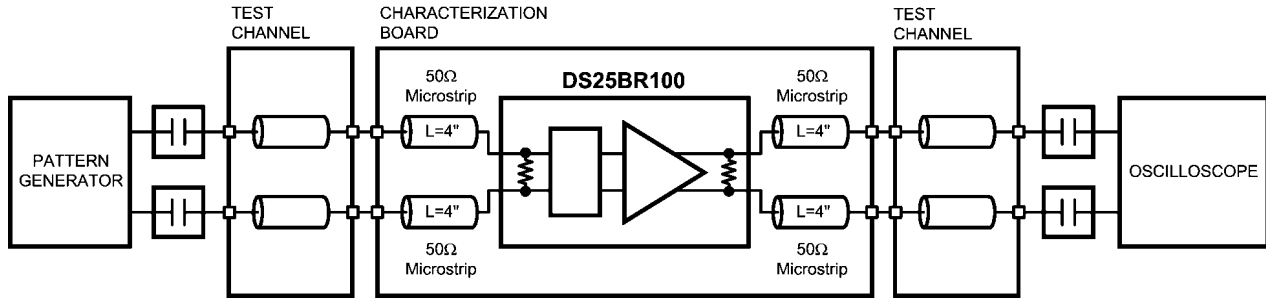 TEST
CHANNEL
CHARACTERIZATION
BOARD
TEST
CHANNEL
50Ω
Microstrip
DS25BR100
50Ω
Microstrip
L=4"
L=4"
PATTERN
GENERATOR
OSCILLOSCOPE
L=4"
L=4"
50Ω
Microstrip
50Ω
Microstrip